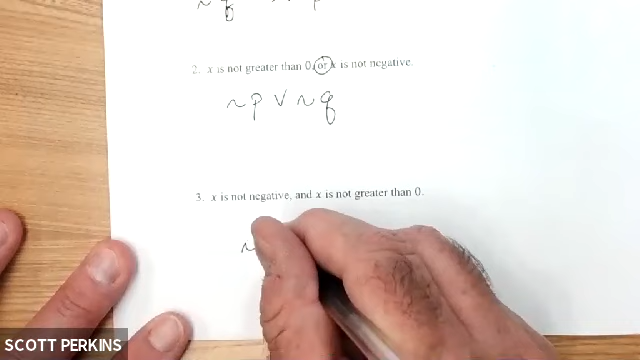 ~q p
2. x is not greater than 0, or x is not negative.
~p ∨ ~q
3. x is not negative, and x is not greater than 0.
~
SCOTT PERKINS